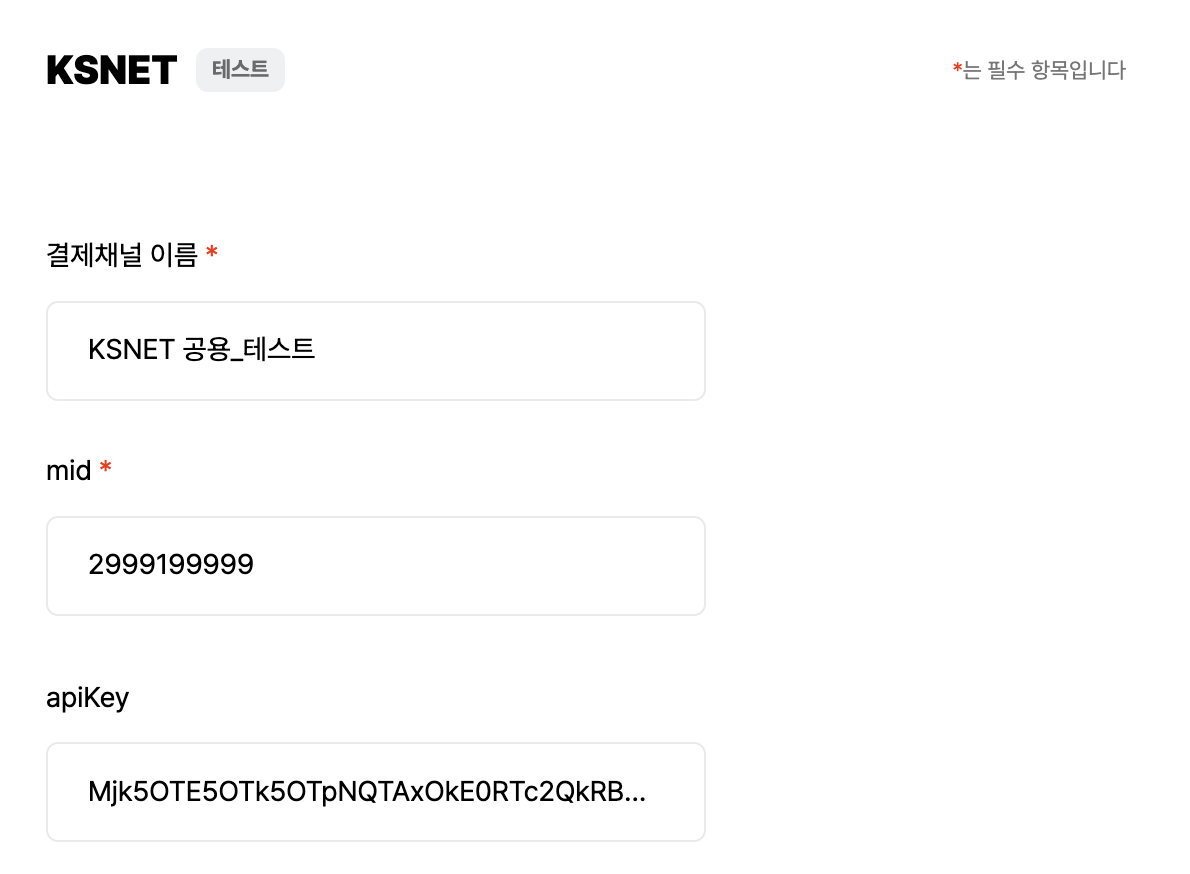 KSNET 테스트 *는 필수 항목입니다
결제채널 이름 *
KSNET 공용_테스트
mid *
2999199999
apiKey
Mjk5OTE5OTk5OTpNQTAxOkE0RTc2QkRB...